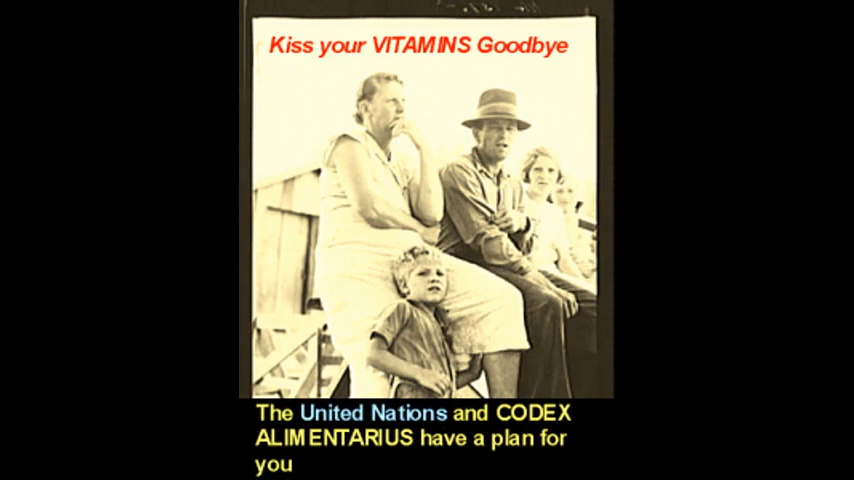 Kiss your VITAMINS Goodbye
The United Nations and CODEX
ALIMENTARIUS have a plan for
you